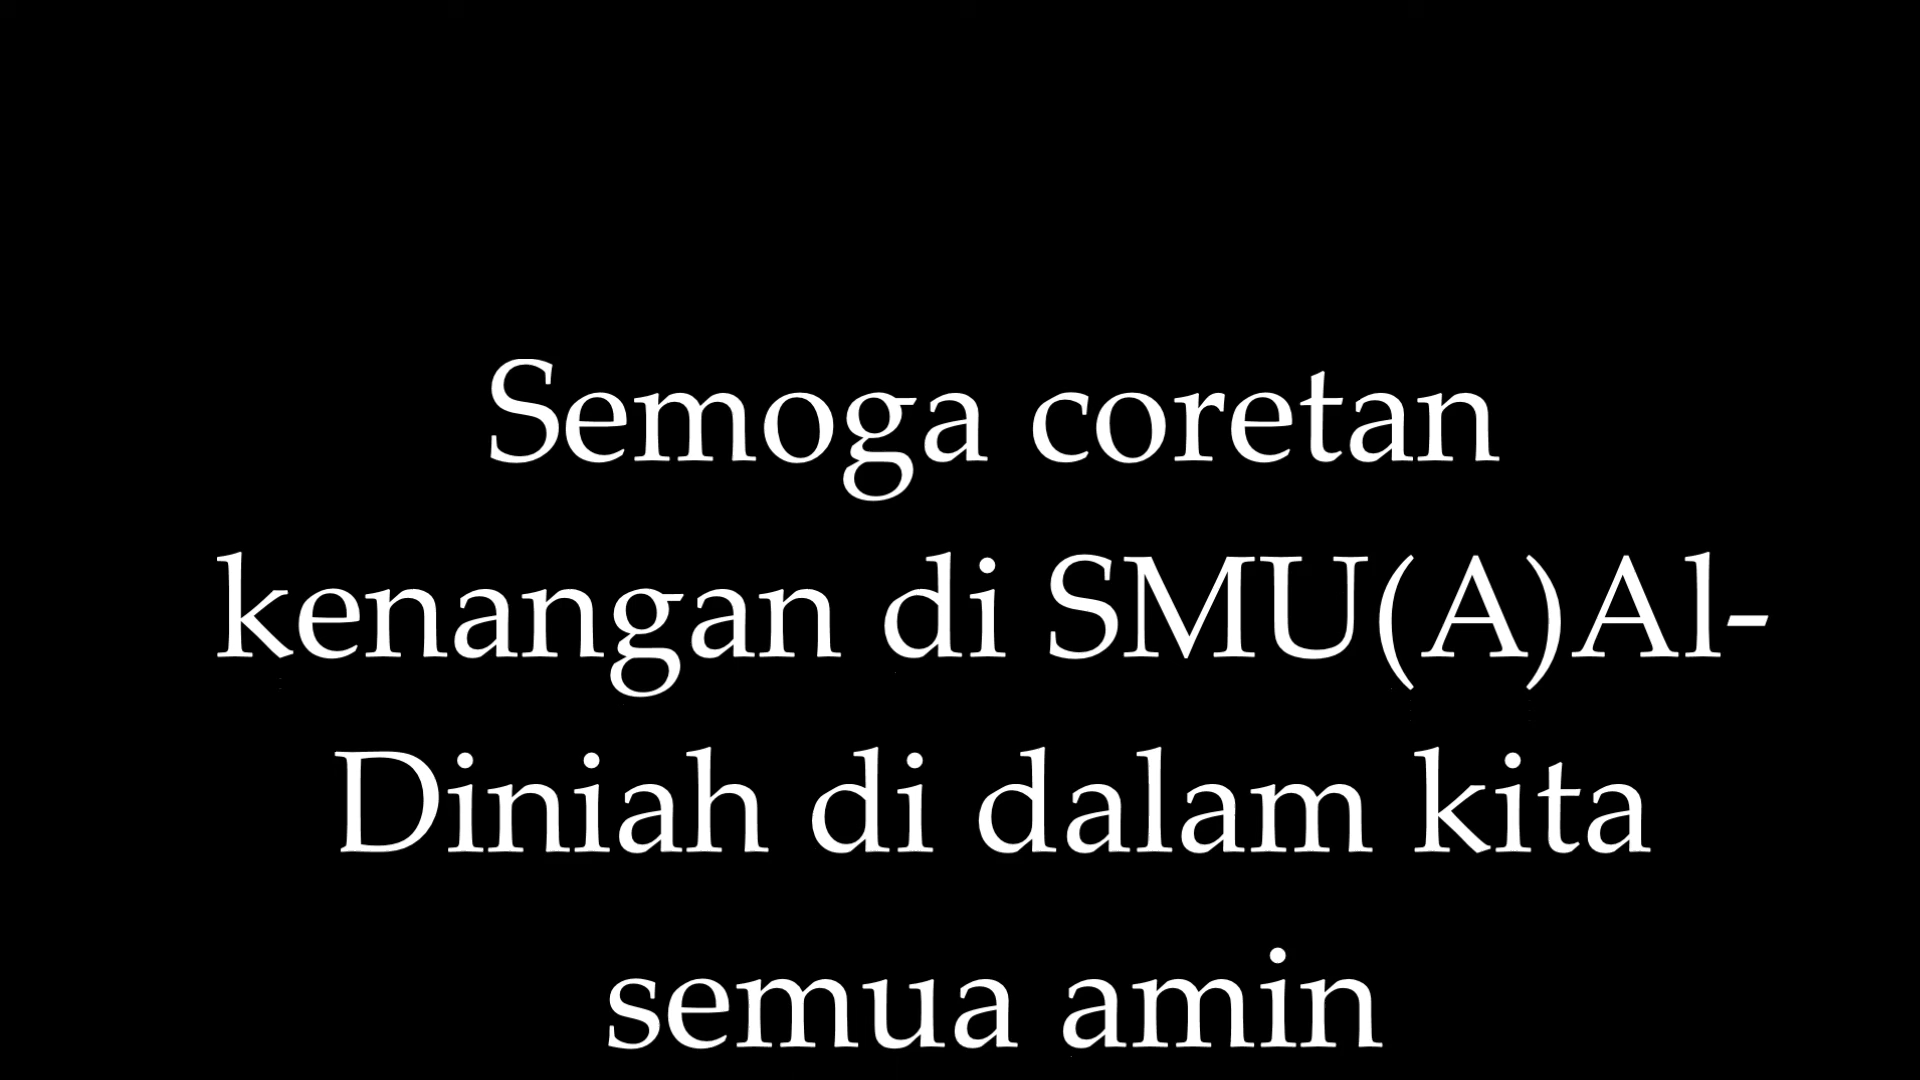 Semoga coretan
kenangan di SMU(A)Al-
Diniah di dalam kita
semua amin